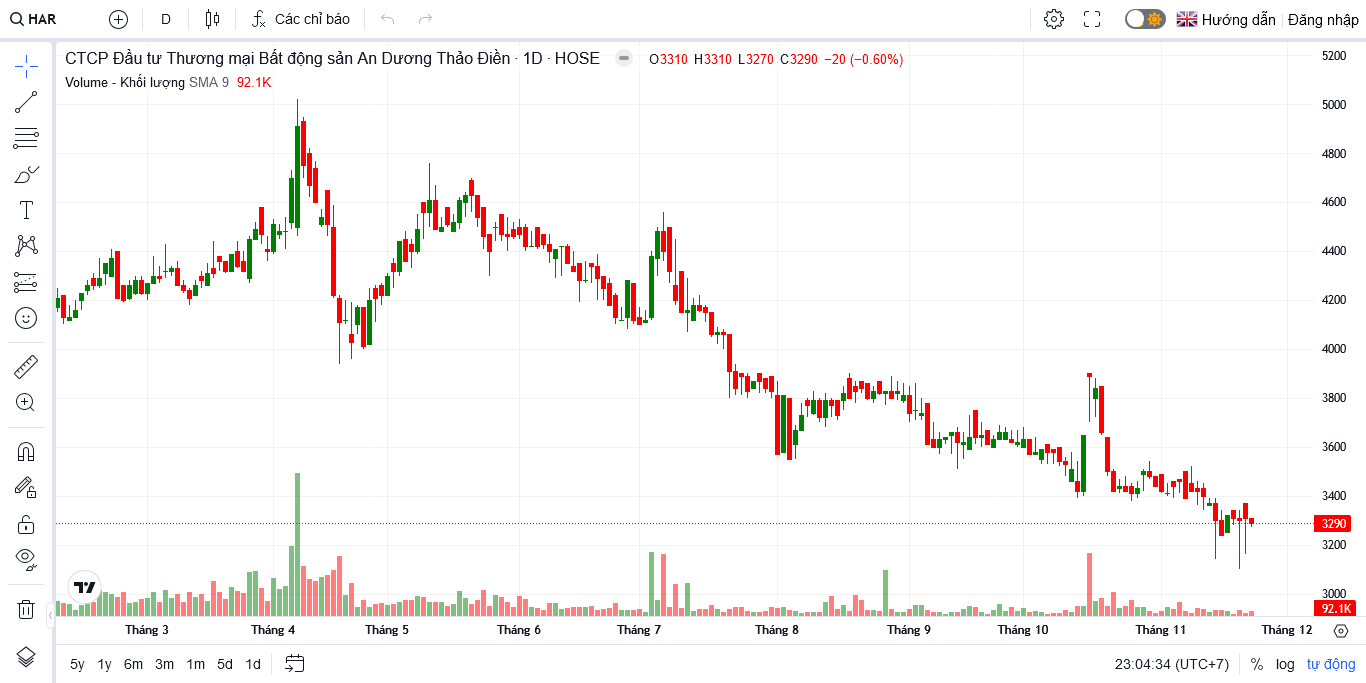 HAR D Các chỉ báo Hướng dẫn Đăng nhập
CTCP Đầu tư Thương mại Bất động sản An Dương Thảo Điền · 1D · HOSE O3310 H3310 L3270 C3290 −20 (−0.60%)
Volume - Khối lượng SMA 9 92.1K
5200
5000
4800
4600
4400
4200
4000
3800
3600
3400
3290
3200
3000
92.1K
Tháng 3 Tháng 4 Tháng 5 Tháng 6 Tháng 7 Tháng 8 Tháng 9 Tháng 10 Tháng 11 Tháng 12
5y 1y 6m 3m 1m 5d 1d 23:04:34 (UTC+7) % log tự động